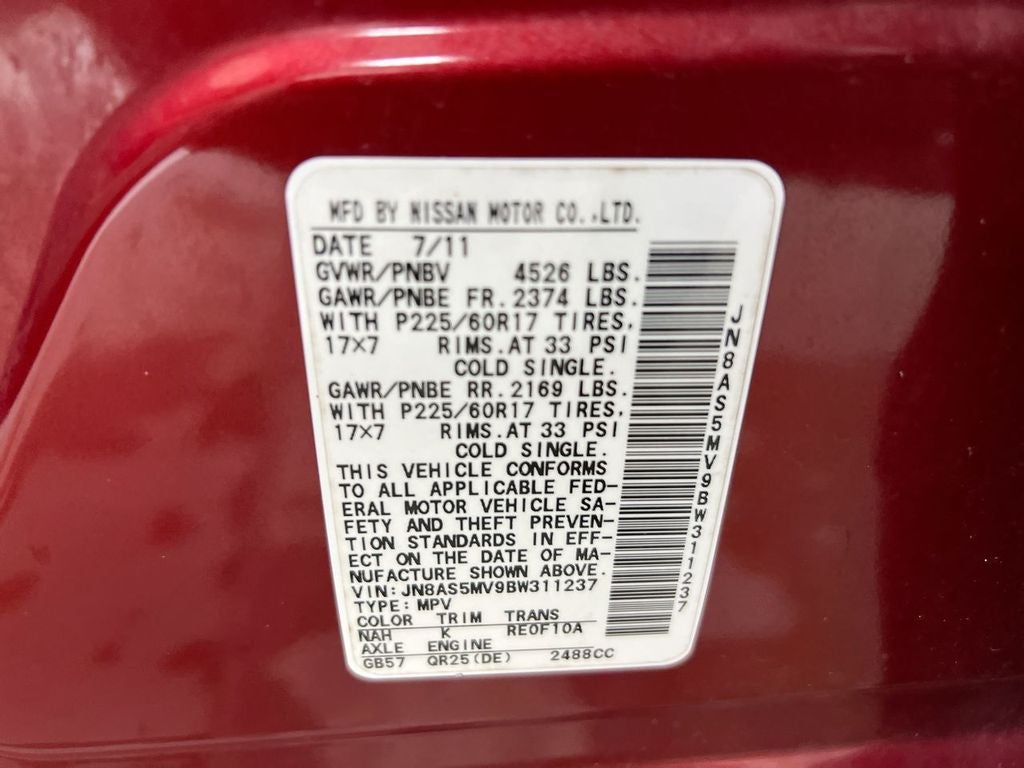 MFD BY NISSAN MOTOR CO.,LTD.
DATE 7/11
GVWR/PNBV 4526 LBS.
GAWR/PNBE FR. 2374 LBS.
WITH P225/60R17 TIRES,
17×7 RIMS.AT 33 PSI
COLD SINGLE.
GAWR/PNBE RR. 2169 LBS.
WITH P225/60R17 TIRES,
17×7 RIMS.AT 33 PSI
COLD SINGLE.
THIS VEHICLE CONFORMS
TO ALL APPLICABLE FED-
ERAL MOTOR VEHICLE SA-
FETY AND THEFT PREVEN-
TION STANDARDS IN EFF-
ECT ON THE DATE OF MA-
NUFACTURE SHOWN ABOVE.
VIN:JN8AS5MV9BW311237
TYPE:MPV
COLOR TRIM TRANS
NAH K RE0F10A
AXLE ENGINE
GB57 QR25(DE) 2488CC
JN8AS5MV9BW311237